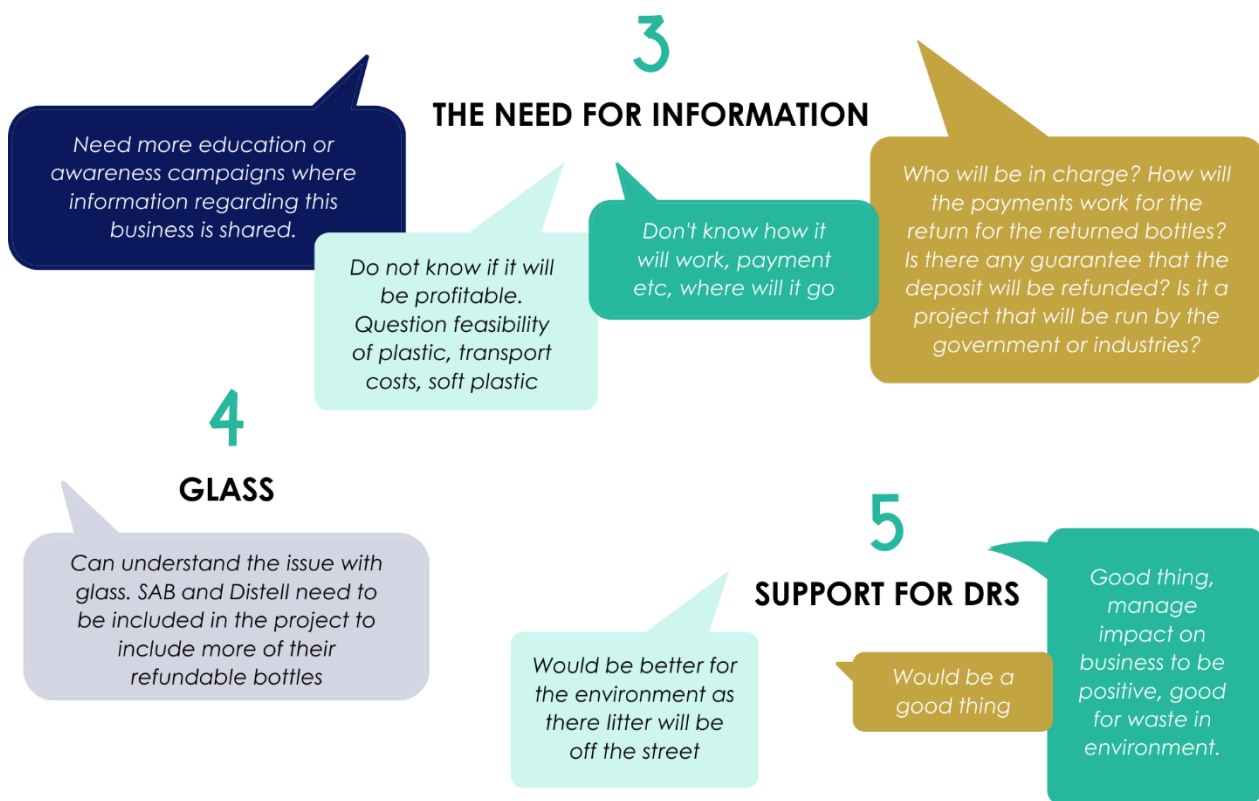 3
THE NEED FOR INFORMATION
Need more education or
awareness campaigns where
information regarding this
business is shared.
Do not know if it will
be profitable.
Question feasibility
of plastic, transport
costs, soft plastic
Don't know how it
will work, payment
etc, where will it go
Who will be in charge? How will
the payments work for the
return for the returned bottles?
Is there any guarantee that the
deposit will be refunded? Is it a
project that will be run by the
government or industries?
4
GLASS
Can understand the issue with
glass. SAB and Distell need to
be included in the project to
include more of their
refundable bottles
5
SUPPORT FOR DRS
Would be better for
the environment as
there litter will be
off the street
Would be a
good thing
Good thing,
manage
impact on
business to be
positive, good
for waste in
environment.